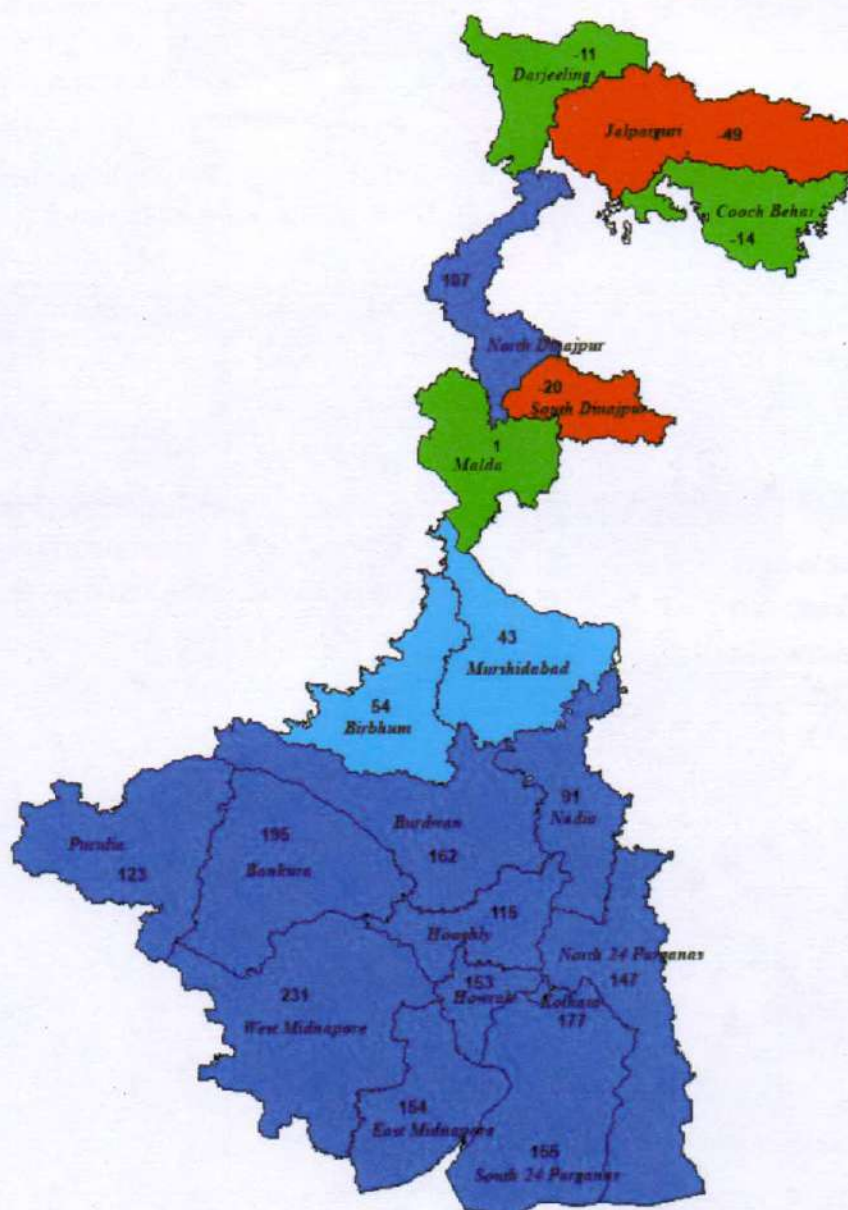 -11
Darjeeling
Jalpaiguri -49
Cooch Behar
-14
107
North Dinajpur
-20
South Dinajpur
1
Malda
43
Murshidabad
54
Birbhum
91
Nadia
Burdwan
162
195
Bankura
Purulia
123
115
Hooghly
North 24 Parganas
147
153
Howrah
Kolkata
177
231
West Midnapore
154
East Midnapore
155
South 24 Parganas